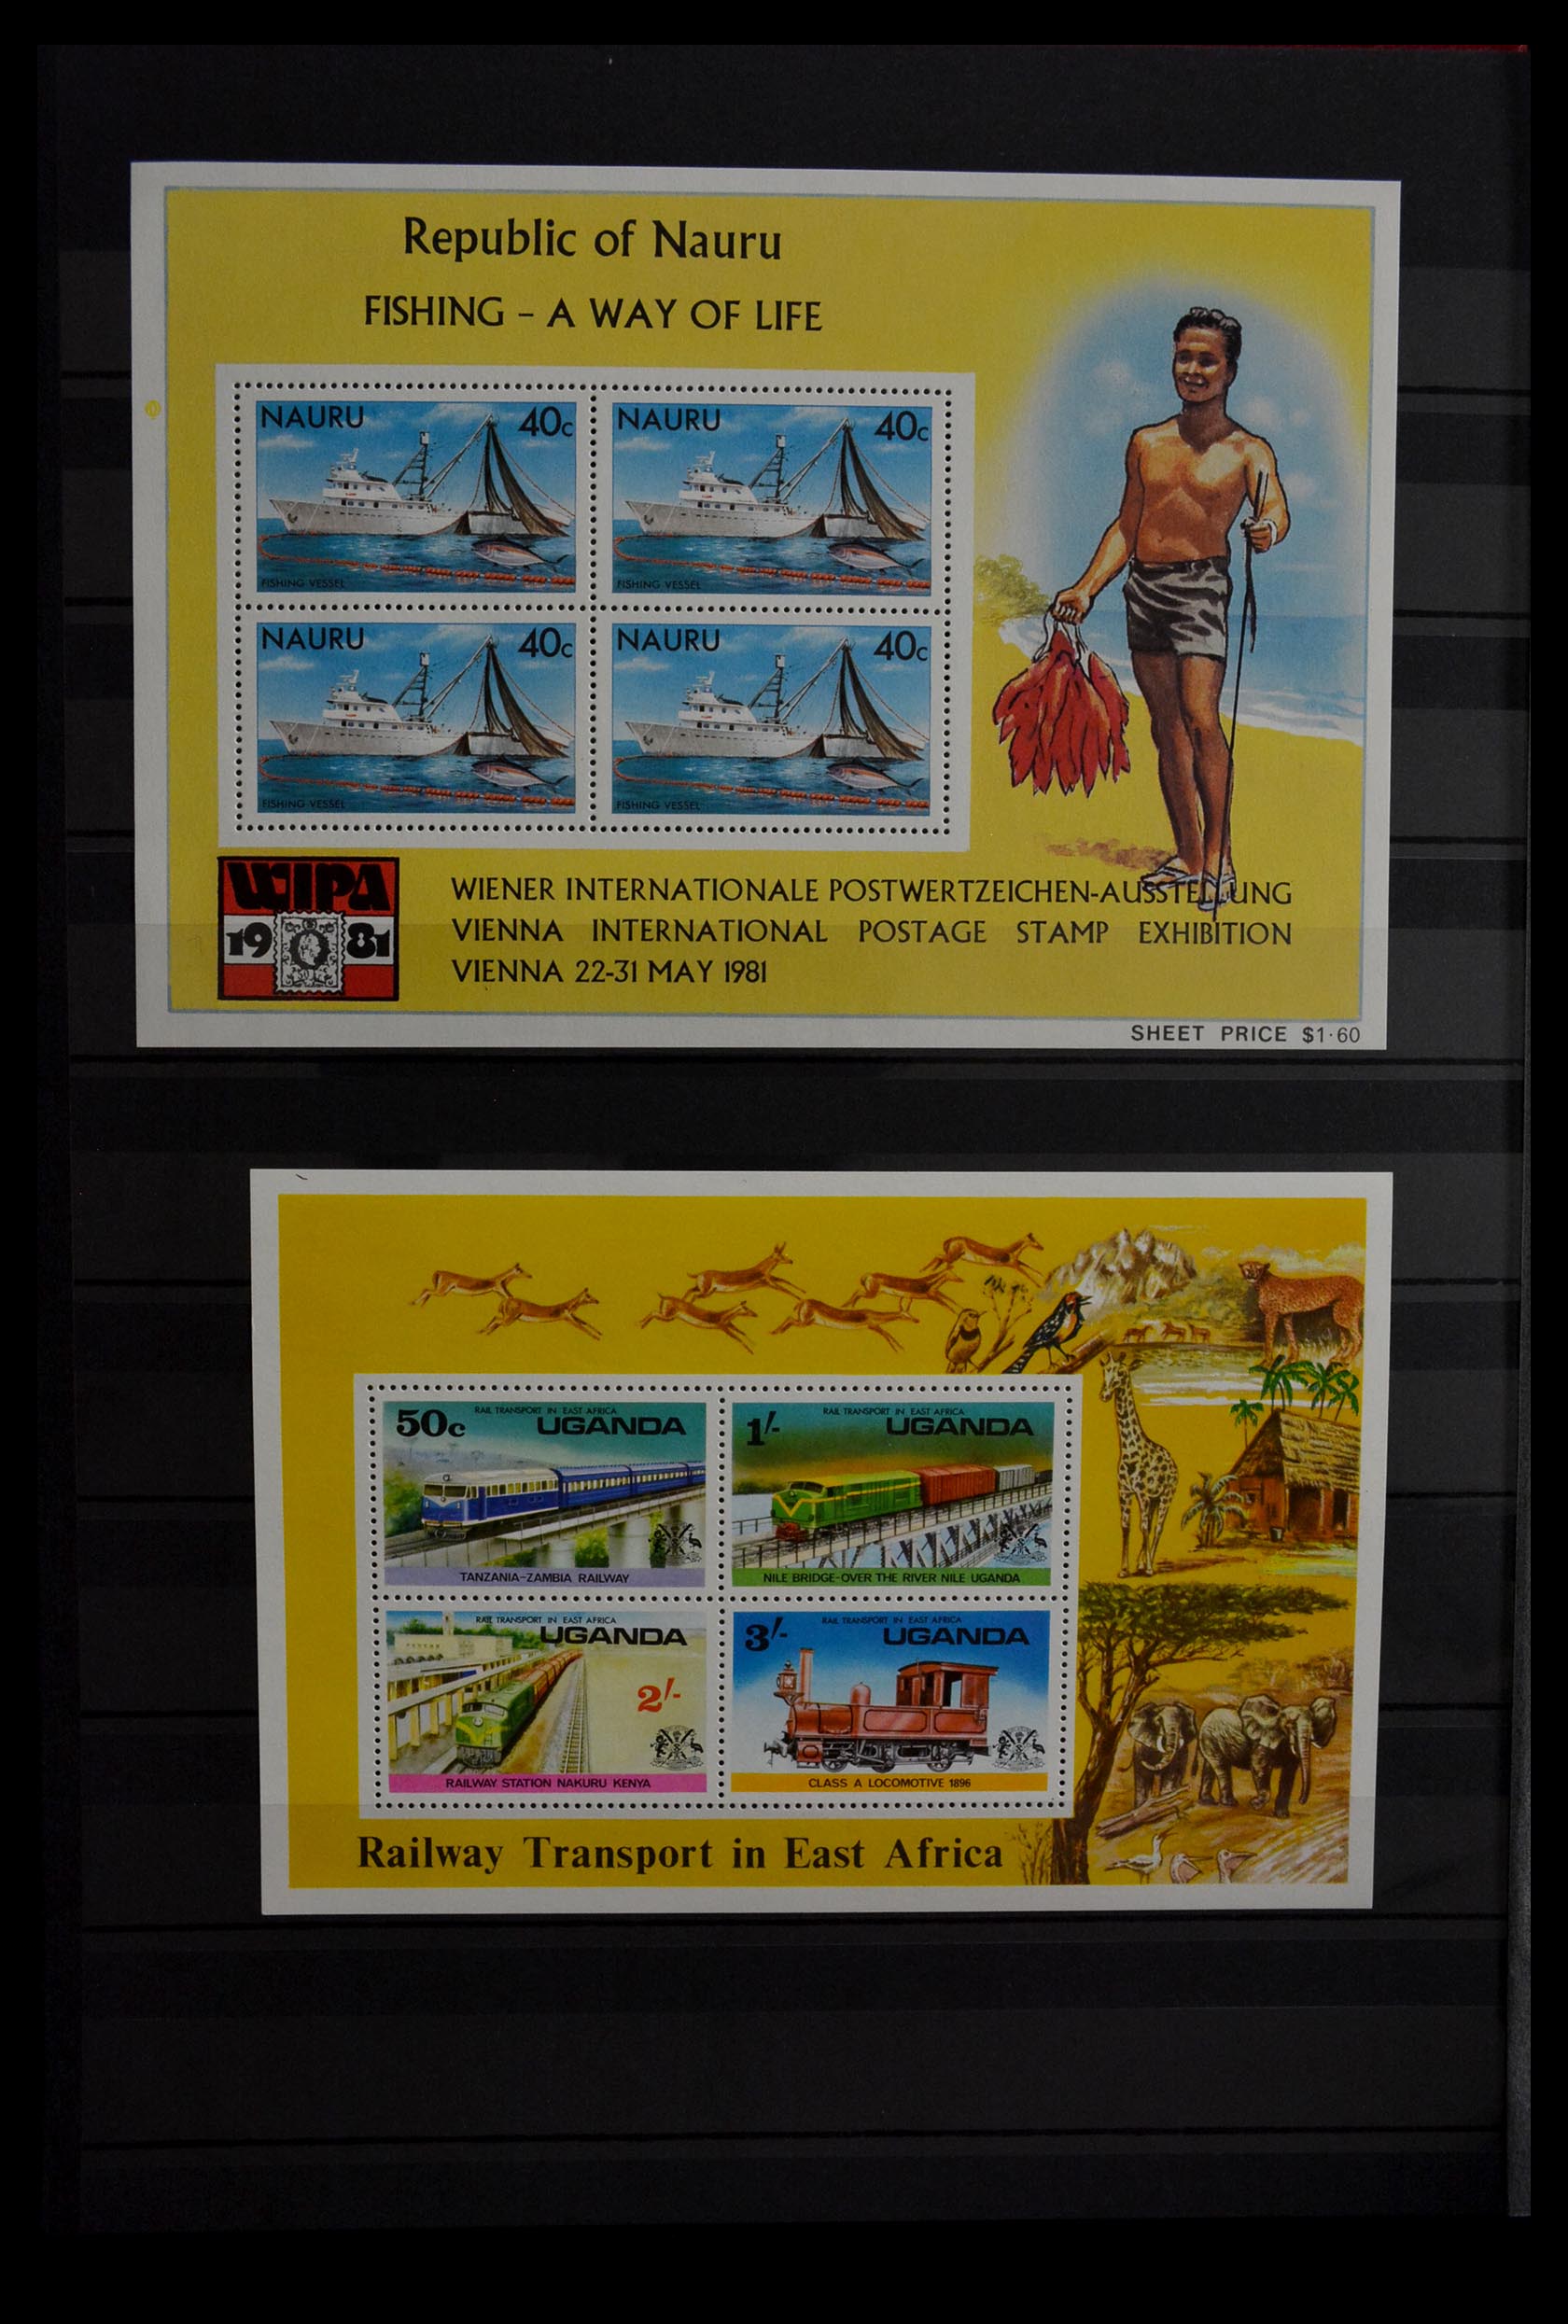 Republic of Nauru
FISHING – A WAY OF LIFE
NAURU 40c
FISHING VESSEL
NAURU 40c
FISHING VESSEL
NAURU 40c
FISHING VESSEL
NAURU 40c
FISHING VESSEL
WIPA
1981
WIENER INTERNATIONALE POSTWERTZEICHEN-AUSSTELLUNG
VIENNA INTERNATIONAL POSTAGE STAMP EXHIBITION
VIENNA 22-31 MAY 1981
SHEET PRICE $1·60
RAIL TRANSPORT IN EAST AFRICA
50c UGANDA
TANZANIA-ZAMBIA RAILWAY
RAIL TRANSPORT IN EAST AFRICA
1/- UGANDA
NILE BRIDGE-OVER THE RIVER NILE UGANDA
RAIL TRANSPORT IN EAST AFRICA
UGANDA
2/-
RAILWAY STATION NAKURU KENYA
RAIL TRANSPORT IN EAST AFRICA
3/- UGANDA
CLASS A LOCOMOTIVE 1896
Railway Transport in East Africa